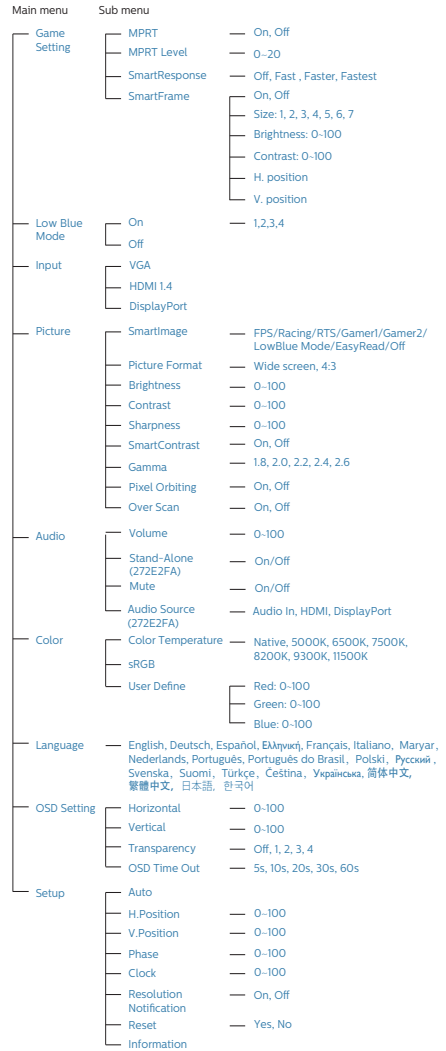 Main menu Sub menu
Game Setting MPRT On, Off
MPRT Level 0~20
SmartResponse Off, Fast , Faster, Fastest
SmartFrame On, Off
Size: 1, 2, 3, 4, 5, 6, 7
Brightness: 0~100
Contrast: 0~100
H. position
V. position
Low Blue Mode On 1,2,3,4
Off
Input VGA
HDMI 1.4
DisplayPort
Picture SmartImage FPS/Racing/RTS/Gamer1/Gamer2/
LowBlue Mode/EasyRead/Off
Picture Format Wide screen, 4:3
Brightness 0~100
Contrast 0~100
Sharpness 0~100
SmartContrast On, Off
Gamma 1.8, 2.0, 2.2, 2.4, 2.6
Pixel Orbiting On, Off
Over Scan On, Off
Audio Volume 0~100
Stand-Alone (272E2FA) On/Off
Mute On/Off
Audio Source (272E2FA) Audio In, HDMI, DisplayPort
Color Color Temperature Native, 5000K, 6500K, 7500K,
8200K, 9300K, 11500K
sRGB
User Define Red: 0~100
Green: 0~100
Blue: 0~100
Language English, Deutsch, Español, Ελληνική, Français, Italiano, Maryar,
Nederlands, Português, Português do Brasil, Polski, Русский ,
Svenska, Suomi, Türkçe, Čeština, Українська, 简体中文,
繁體中文, 日本語, 한국어
OSD Setting Horizontal 0~100
Vertical 0~100
Transparency Off, 1, 2, 3, 4
OSD Time Out 5s, 10s, 20s, 30s, 60s
Setup Auto
H.Position 0~100
V.Position 0~100
Phase 0~100
Clock 0~100
Resolution Notification On, Off
Reset Yes, No
Information